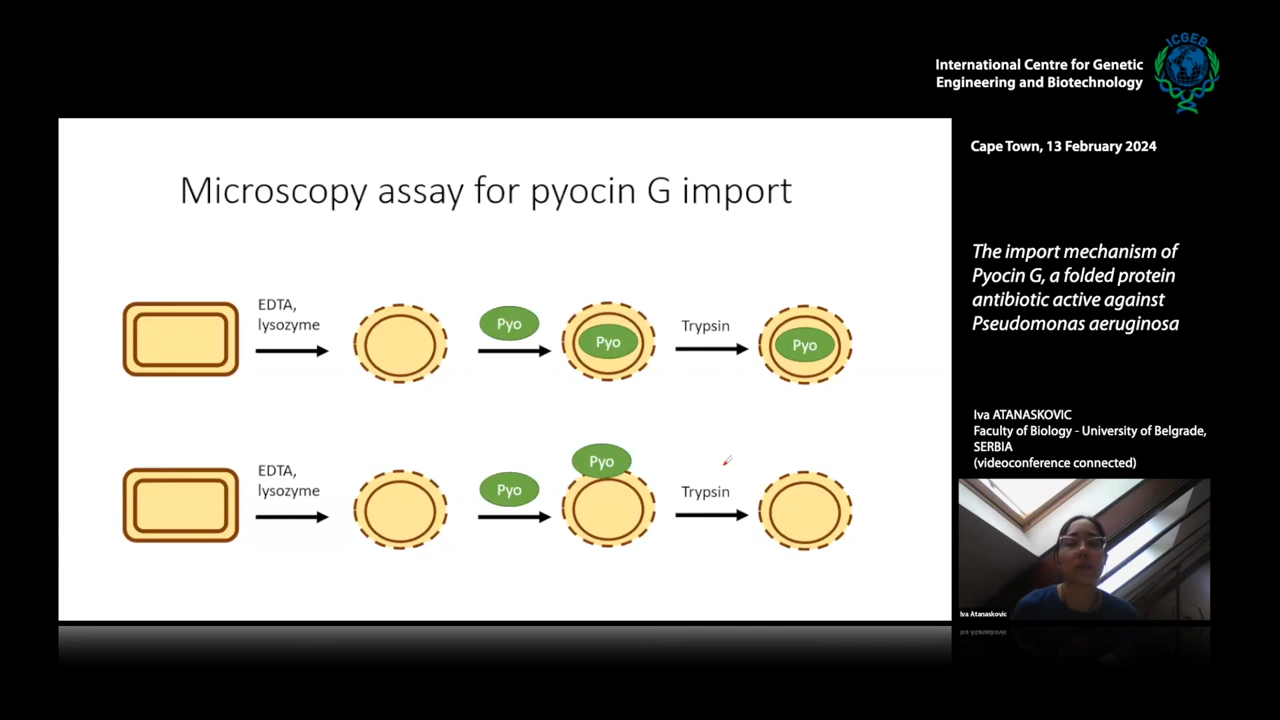 ICGEB
International Centre for Genetic
Engineering and Biotechnology
Cape Town, 13 February 2024
Microscopy assay for pyocin G import
EDTA,
lysozyme
Pyo
Pyo
Trypsin
Pyo
EDTA,
lysozyme
Pyo
Pyo
Trypsin
The import mechanism of
Pyocin G, a folded protein
antibiotic active against
Pseudomonas aeruginosa
Iva ATANASKOVIC
Faculty of Biology - University of Belgrade,
SERBIA
(videoconference connected)
Iva Atanaskovic